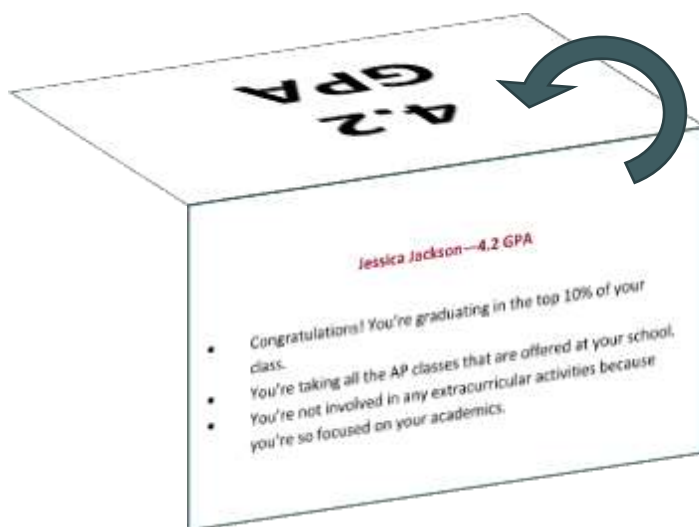 4.2
GPA
Jessica Jackson—4.2 GPA
• Congratulations! You're graduating in the top 10% of your
class.
• You're taking all the AP classes that are offered at your school.
• You're not involved in any extracurricular activities because
you're so focused on your academics.